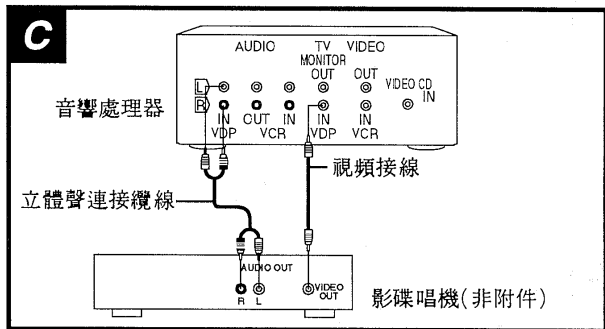 C
AUDIO TV VIDEO
MONITOR
OUT OUT VIDEO CD
IN
L
R
音響處理器
IN OUT IN IN IN
VDP VCR VDP VCR
視頻接線
立體聲連接纜線
AUDIO OUT
R L VIDEO
OUT
影碟唱機(非附件)